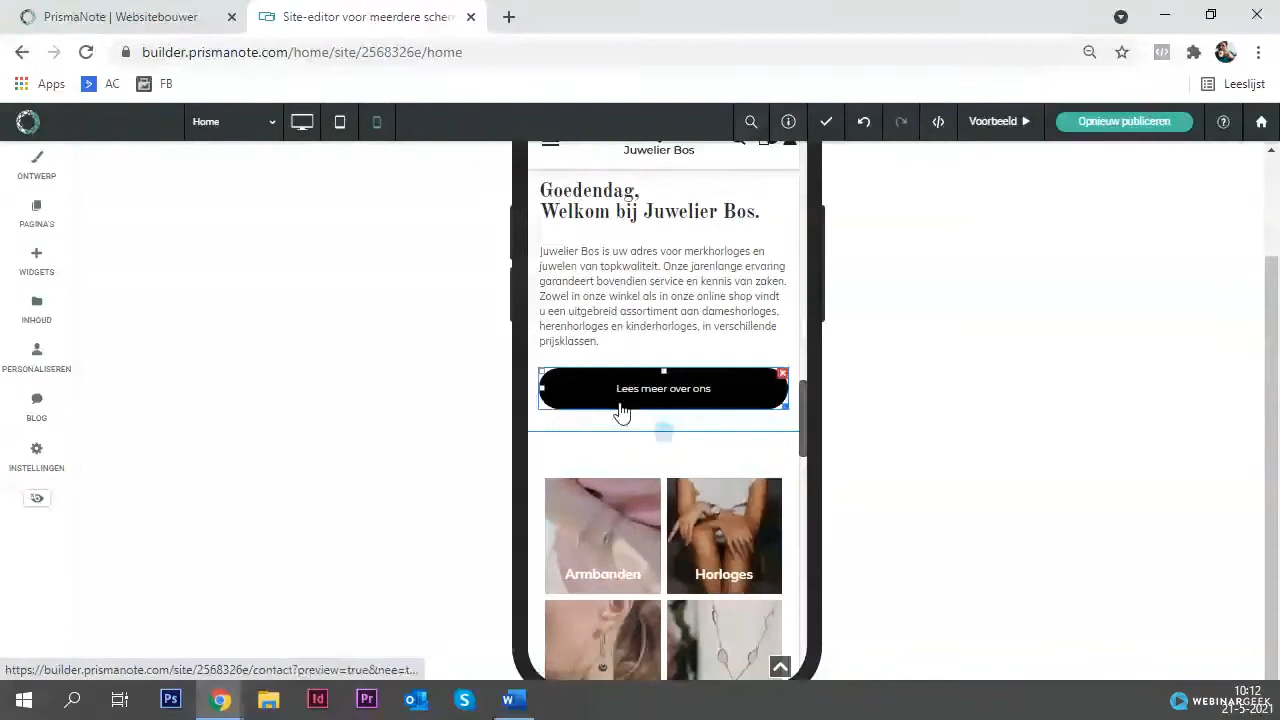 PrismaNote | Websitebouwer
Site-editor voor meerdere scherm
builder.prismanote.com/home/site/2568326e/home
Apps
AC
FB
Leeslijst
Home
Voorbeeld
Opnieuw publiceren
ONTWERP
PAGINA'S
WIDGETS
INHOUD
PERSONALISEREN
BLOG
INSTELLINGEN
Juwelier Bos
Goedendag,
Welkom bij Juwelier Bos.
Juwelier Bos is uw adres voor merkhorloges en
juwelen van topkwaliteit. Onze jarenlange ervaring
garandeert bovendien service en kennis van zaken.
Zowel in onze winkel als in onze online shop vindt
u een uitgebreid assortiment aan dameshorloges,
herenhorloges en kinderhorloges, in verschillende
prijsklassen.
Lees meer over ons
Armbanden
Horloges
https://builder.prismanote.com/site/2568326e/contact?preview=true&nee=t...
Ps
Id
Pr
10:12
WEBINARGEEK
21-5-2021